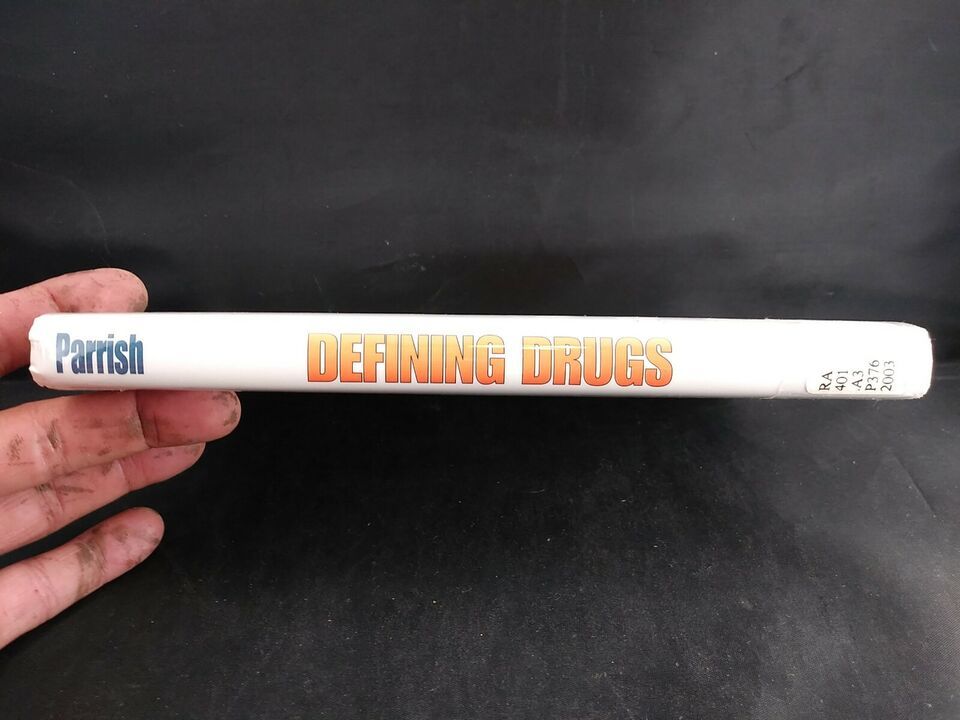 Parrish
DEFINING DRUGS
RA
401
.A3
P376
2003